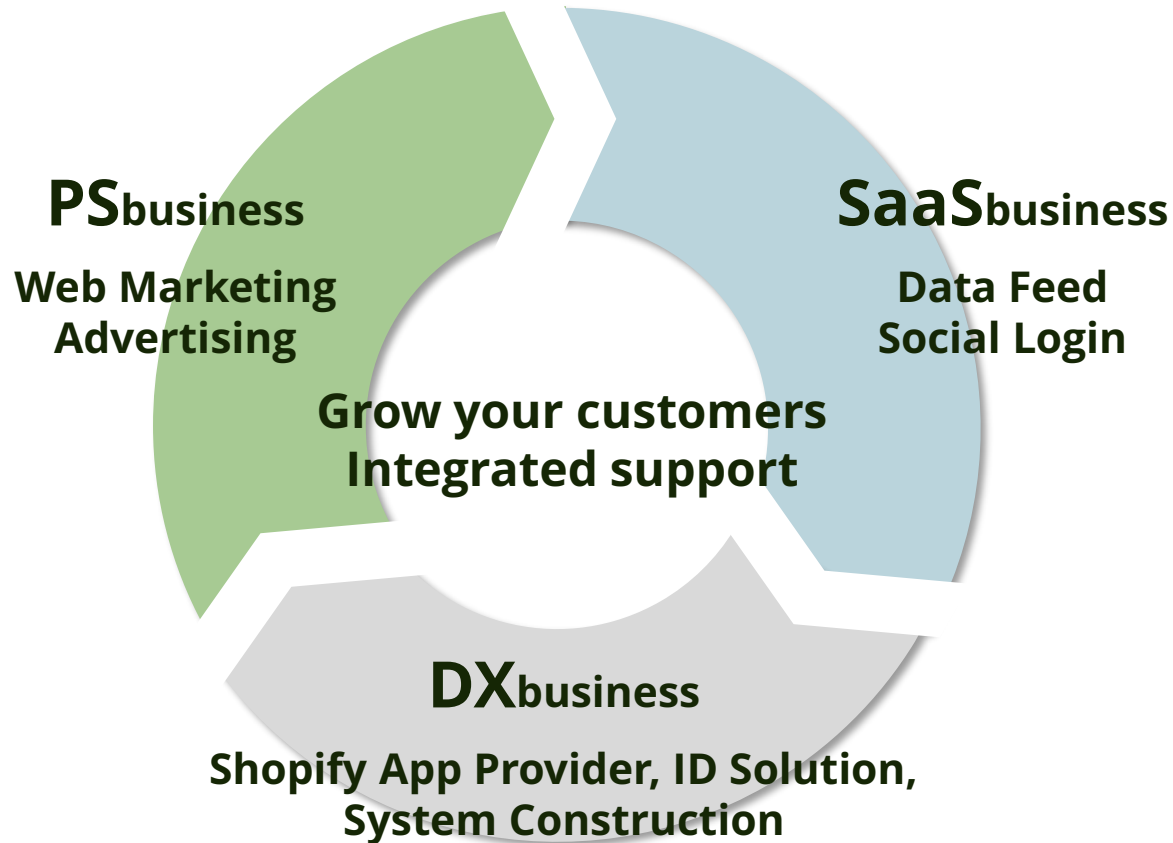 PSbusiness
Web Marketing
Advertising
SaaSbusiness
Data Feed
Social Login
Grow your customers
Integrated support
DXbusiness
Shopify App Provider, ID Solution,
System Construction